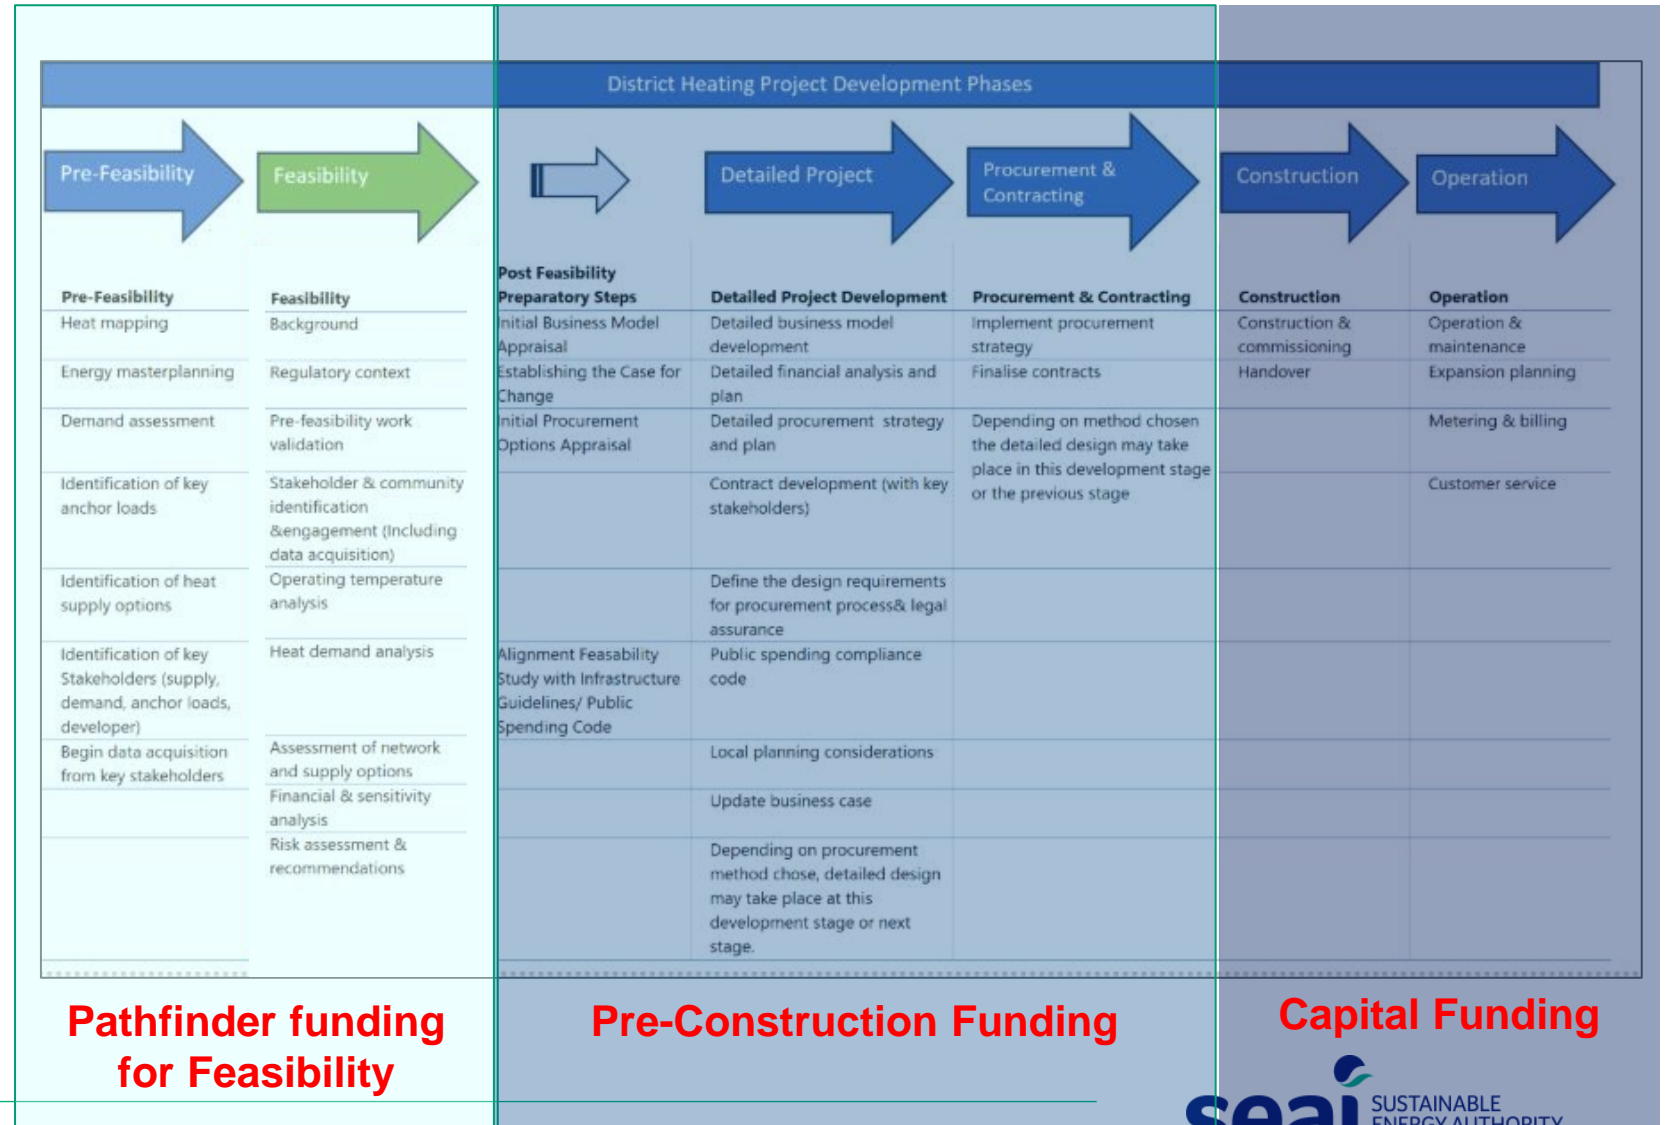 District Heating Project Development Phases
Pre-Feasibility
Feasibility
Detailed Project
Procurement &
Contracting
Construction
Operation
Pre-Feasibility
Heat mapping
Energy masterplanning
Demand assessment
Identification of key
anchor loads
Identification of heat
supply options
Identification of key
Stakeholders (supply,
demand, anchor loads,
developer)
Begin data acquisition
from key stakeholders
Feasibility
Background
Regulatory context
Pre-feasibility work
validation
Stakeholder & community
identification
&engagement (Including
data acquisition)
Operating temperature
analysis
Heat demand analysis
Assessment of network
and supply options
Financial & sensitivity
analysis
Risk assessment &
recommendations
Post Feasibility
Preparatory Steps
Initial Business Model
Appraisal
Establishing the Case for
Change
Initial Procurement
Options Appraisal
Alignment Feasability
Study with Infrastructure
Guidelines/ Public
Spending Code
Detailed Project Development
Detailed business model
development
Detailed financial analysis and
plan
Detailed procurement strategy
and plan
Contract development (with key
stakeholders)
Define the design requirements
for procurement process& legal
assurance
Public spending compliance
code
Local planning considerations
Update business case
Depending on procurement
method chose, detailed design
may take place at this
development stage or next
stage.
Procurement & Contracting
Implement procurement
strategy
Finalise contracts
Depending on method chosen
the detailed design may take
place in this development stage
or the previous stage
Construction
Construction &
commissioning
Handover
Operation
Operation &
maintenance
Expansion planning
Metering & billing
Customer service
Pathfinder funding
for Feasibility
Pre-Construction Funding
Capital Funding
seai
SUSTAINABLE
ENERGY AUTHORITY